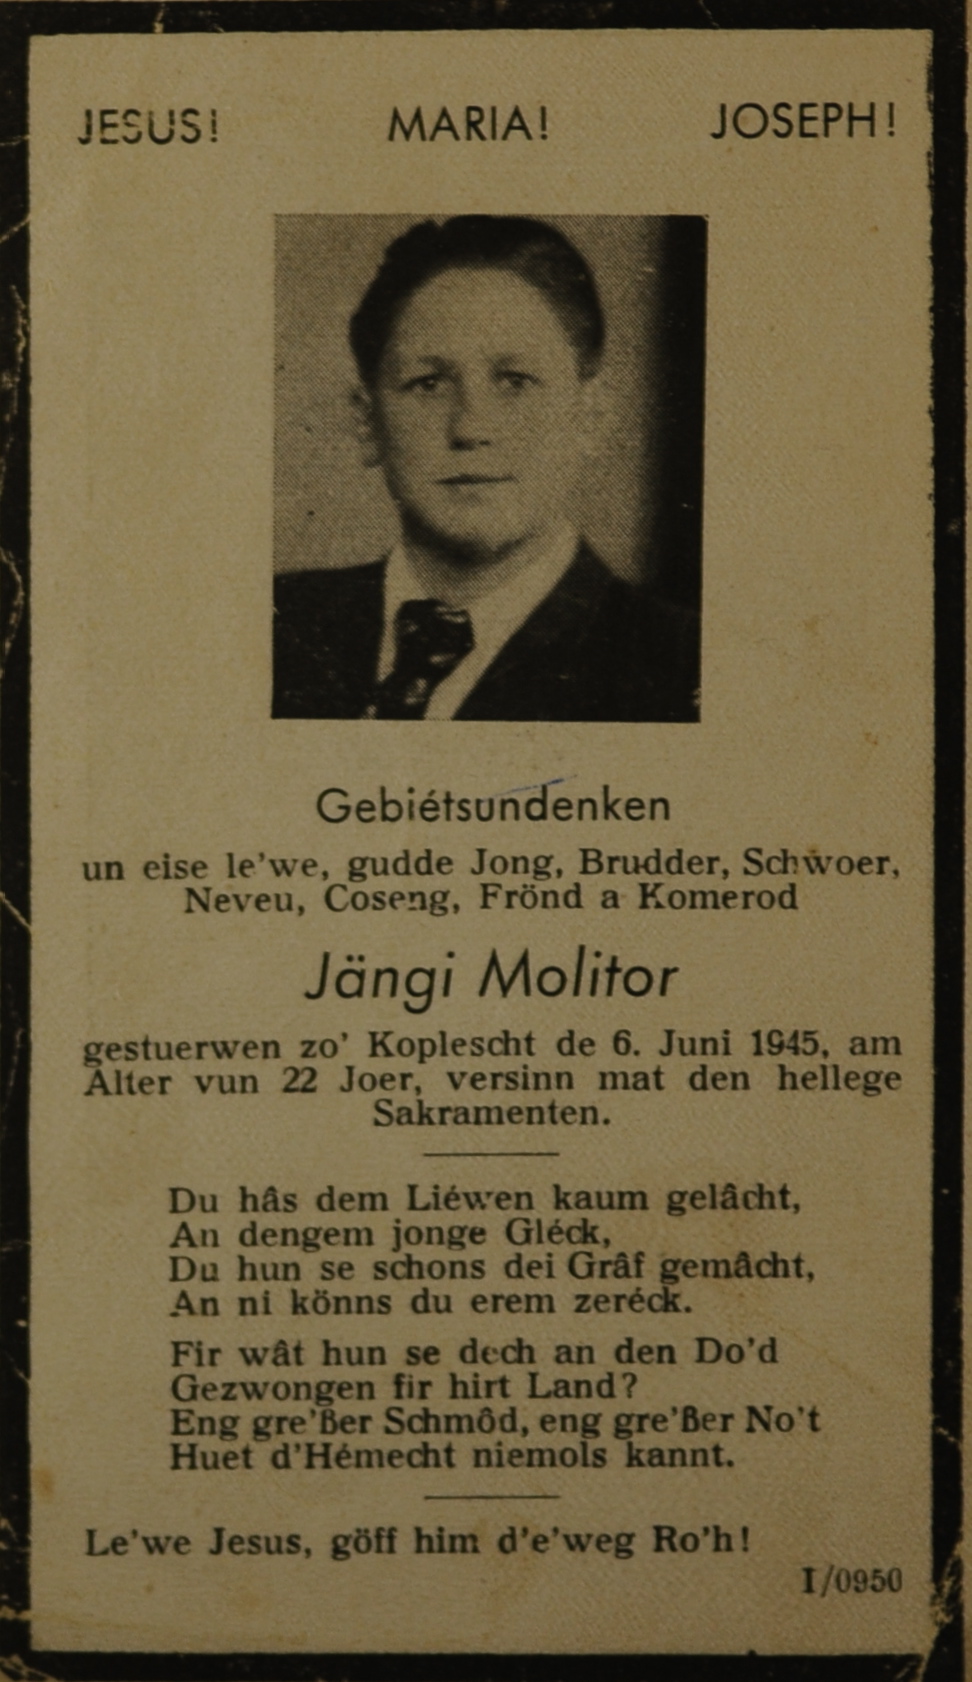 JESUS! MARIA! JOSEPH!
Gebiétsundenken
un eise le'we, gudde Jong, Brudder, Schwoer,
Neveu, Coseng, Frönd a Komerod
Jängi Molitor
gestuerwen zo' Koplescht de 6. Juni 1945, am
Alter vun 22 Joer, versinn mat den hellege
Sakramenten.
Du hâs dem Liéwen kaum gelâcht,
An dengem jonge Gléck,
Du hun se schons dei Grâf gemâcht,
An ni könns du erem zeréck.
Fir wât hun se dech an den Do'd
Gezwongen fir hirt Land?
Eng gre'ßer Schmôd, eng gre'ßer No't
Huet d'Hémecht niemols kannt.
Le'we Jesus, göff him d'e'weg Ro'h!
I/0950